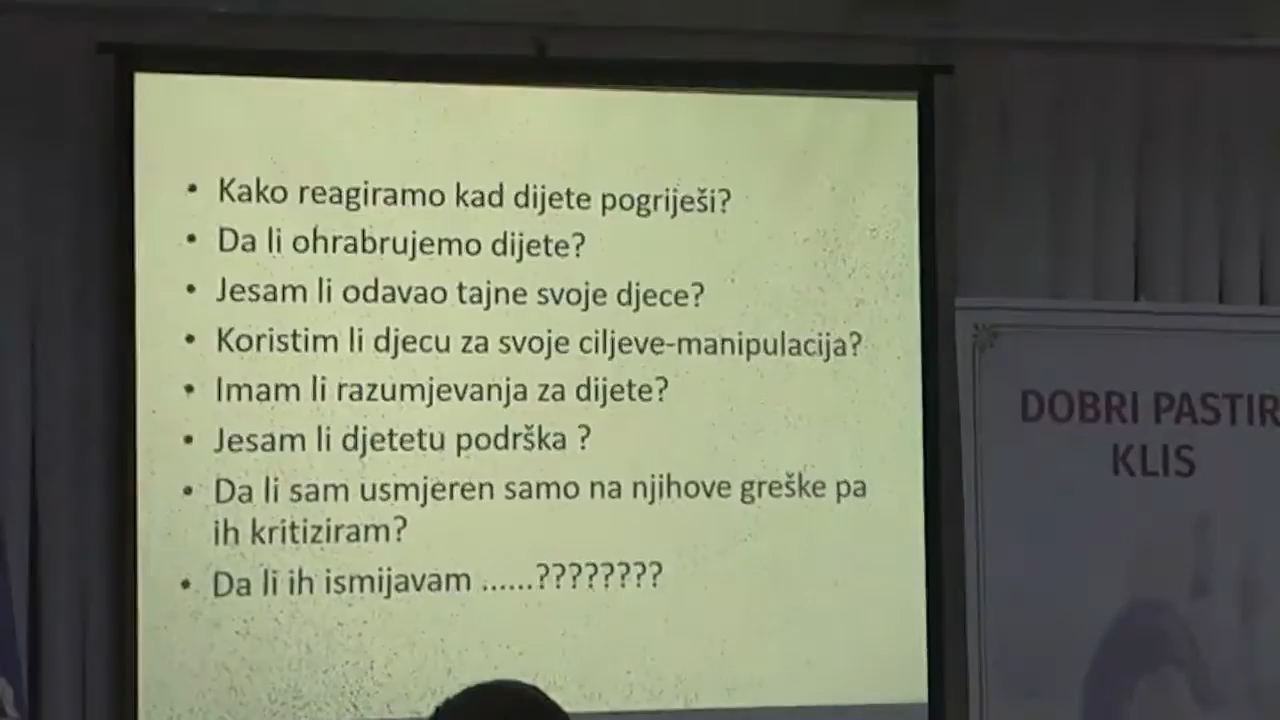 • Kako reagiramo kad dijete pogriješi?
• Da li ohrabrujemo dijete?
• Jesam li odavao tajne svoje djece?
• Koristim li djecu za svoje ciljeve-manipulacija?
• Imam li razumjevanja za dijete?
• Jesam li djetetu podrška ?
• Da li sam usmjeren samo na njihove greške pa
ih kritiziram?
• Da li ih ismijavam ......????????
DOBRI PASTIR
KLIS